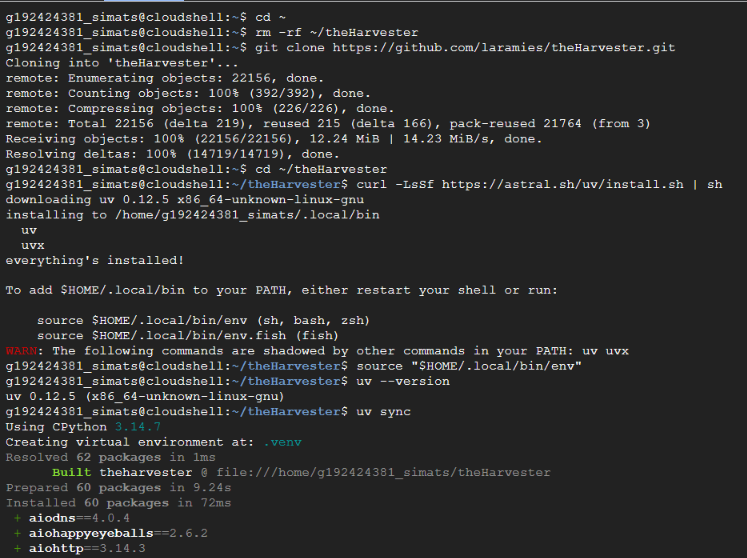 g192424381_simats@cloudshell:~$ cd ~
g192424381_simats@cloudshell:~$ rm -rf ~/theHarvester
g192424381_simats@cloudshell:~$ git clone https://github.com/laramies/theHarvester.git
Cloning into 'theHarvester'...
remote: Enumerating objects: 22156, done.
remote: Counting objects: 100% (392/392), done.
remote: Compressing objects: 100% (226/226), done.
remote: Total 22156 (delta 219), reused 215 (delta 166), pack-reused 21764 (from 3)
Receiving objects: 100% (22156/22156), 12.24 MiB | 14.23 MiB/s, done.
Resolving deltas: 100% (14719/14719), done.
g192424381_simats@cloudshell:~$ cd ~/theHarvester
g192424381_simats@cloudshell:~/theHarvester$ curl -LsSf https://astral.sh/uv/install.sh | sh
downloading uv 0.12.5 x86_64-unknown-linux-gnu
installing to /home/g192424381_simats/.local/bin
  uv
  uvx
everything's installed!

To add $HOME/.local/bin to your PATH, either restart your shell or run:

    source $HOME/.local/bin/env (sh, bash, zsh)
    source $HOME/.local/bin/env.fish (fish)
WARN: The following commands are shadowed by other commands in your PATH: uv uvx
g192424381_simats@cloudshell:~/theHarvester$ source "$HOME/.local/bin/env"
g192424381_simats@cloudshell:~/theHarvester$ uv --version
uv 0.12.5 (x86_64-unknown-linux-gnu)
g192424381_simats@cloudshell:~/theHarvester$ uv sync
Using CPython 3.14.7
Creating virtual environment at: .venv
Resolved 62 packages in 1ms
      Built theharvester @ file:///home/g192424381_simats/theHarvester
Prepared 60 packages in 9.24s
Installed 60 packages in 72ms
 + aiodns==4.0.4
 + aiohappyeyeballs==2.6.2
 + aiohttp==3.14.3